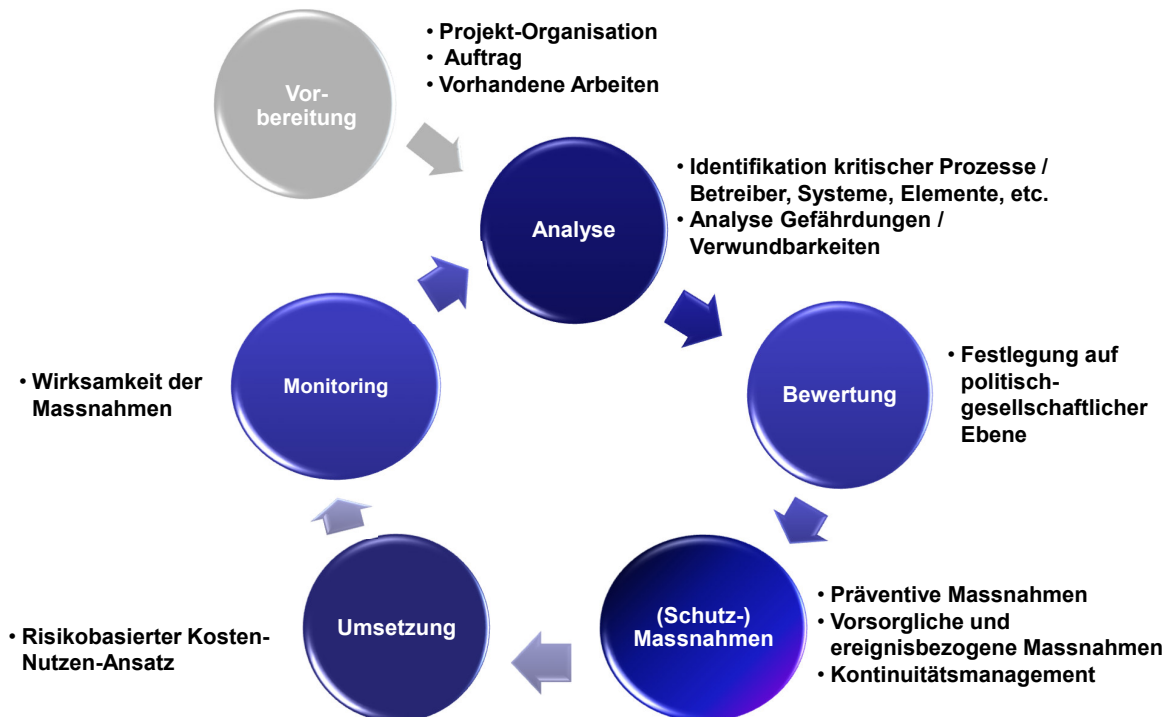 Vor-
bereitung
• Projekt-Organisation
• Auftrag
• Vorhandene Arbeiten
Analyse
• Identifikation kritischer Prozesse /
Betreiber, Systeme, Elemente, etc.
• Analyse Gefährdungen /
Verwundbarkeiten
Bewertung
• Festlegung auf
politisch-
gesellschaftlicher
Ebene
(Schutz-)
Massnahmen
• Präventive Massnahmen
• Vorsorgliche und
ereignisbezogene Massnahmen
• Kontinuitätsmanagement
Umsetzung
• Risikobasierter Kosten-
Nutzen-Ansatz
Monitoring
• Wirksamkeit der
Massnahmen